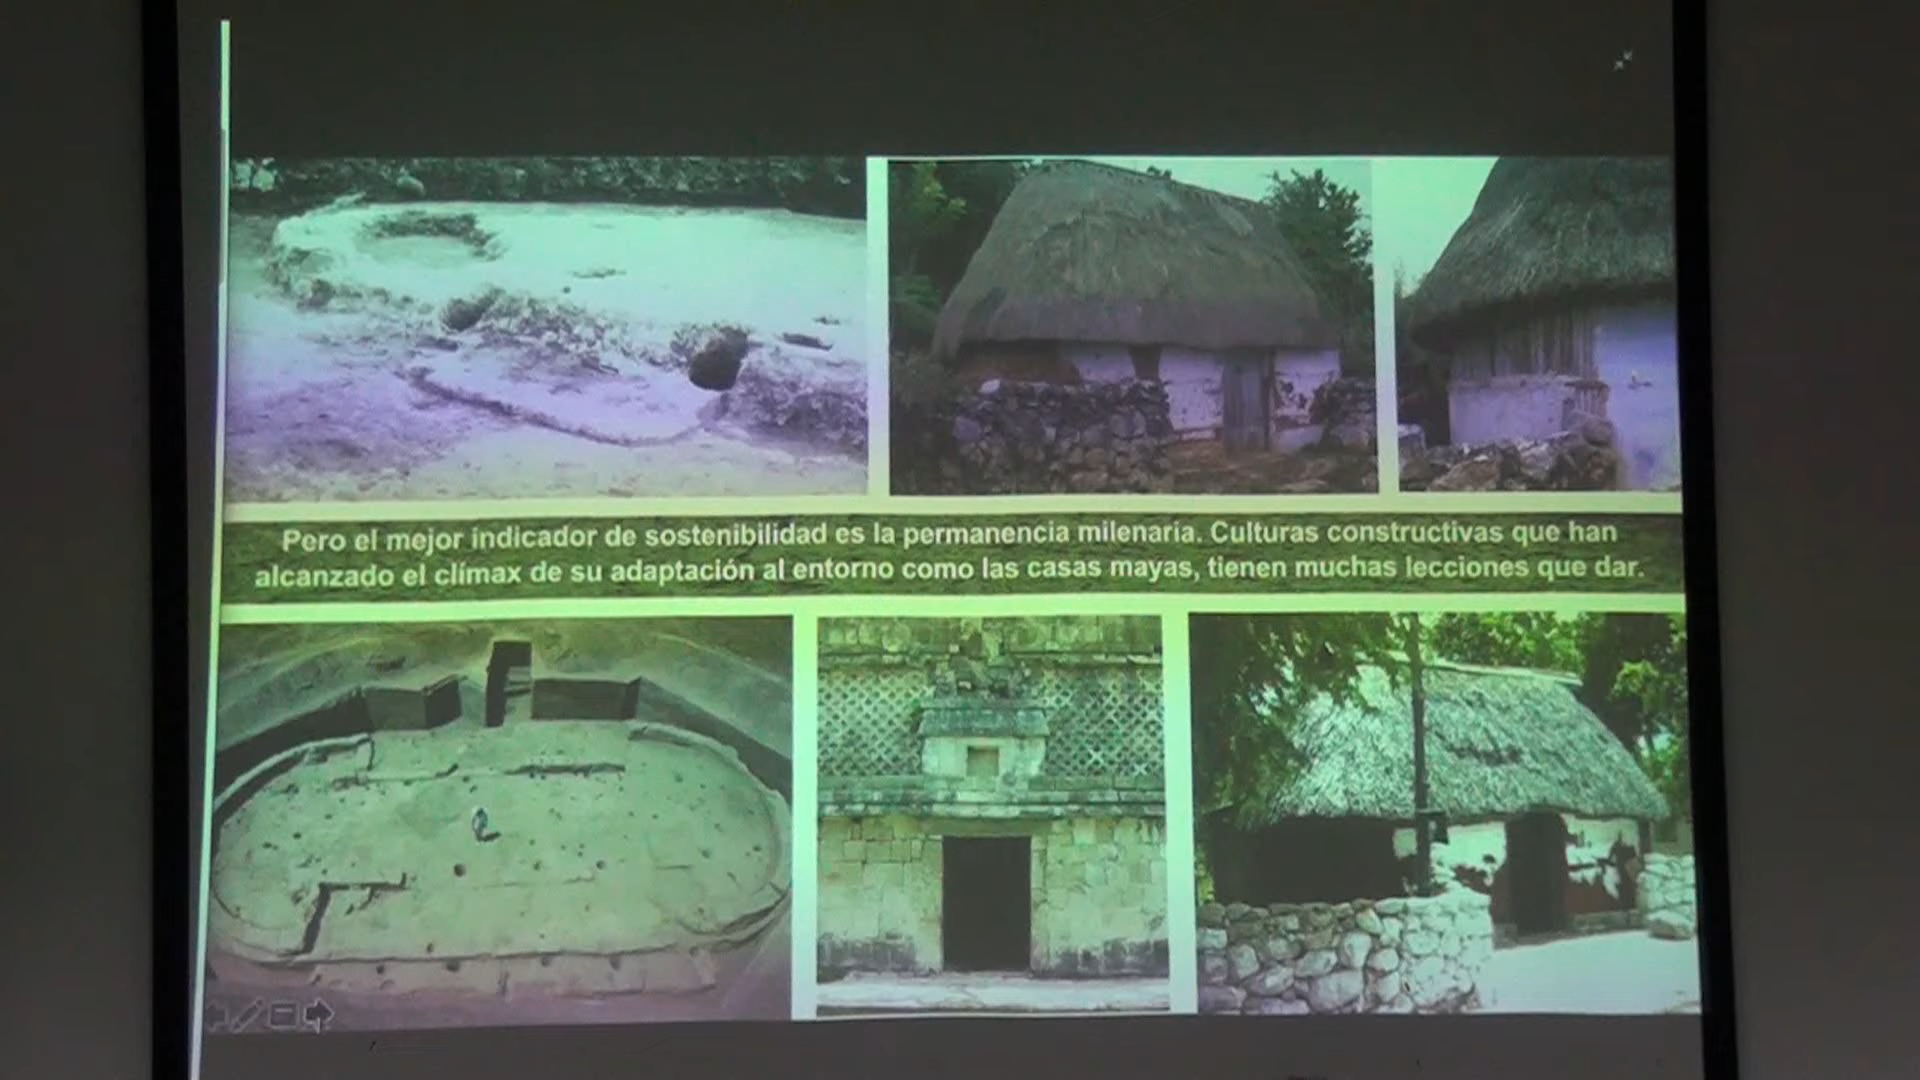 Pero el mejor indicador de sostenibilidad es la permanencia milenaria. Culturas constructivas que han
alcanzado el clímax de su adaptación al entorno como las casas mayas, tienen muchas lecciones que dar.